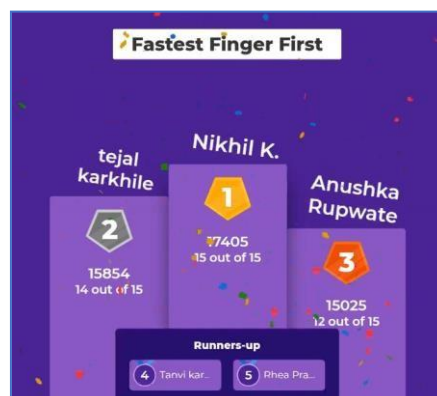 Fastest Finger First
Nikhil K.
1
17405
15 out of 15
tejal
karkhile
2
15854
14 out of 15
Anushka
Rupwate
3
15025
12 out of 15
Runners-up
4 Tanvi kar...
5 Rhea Pra...